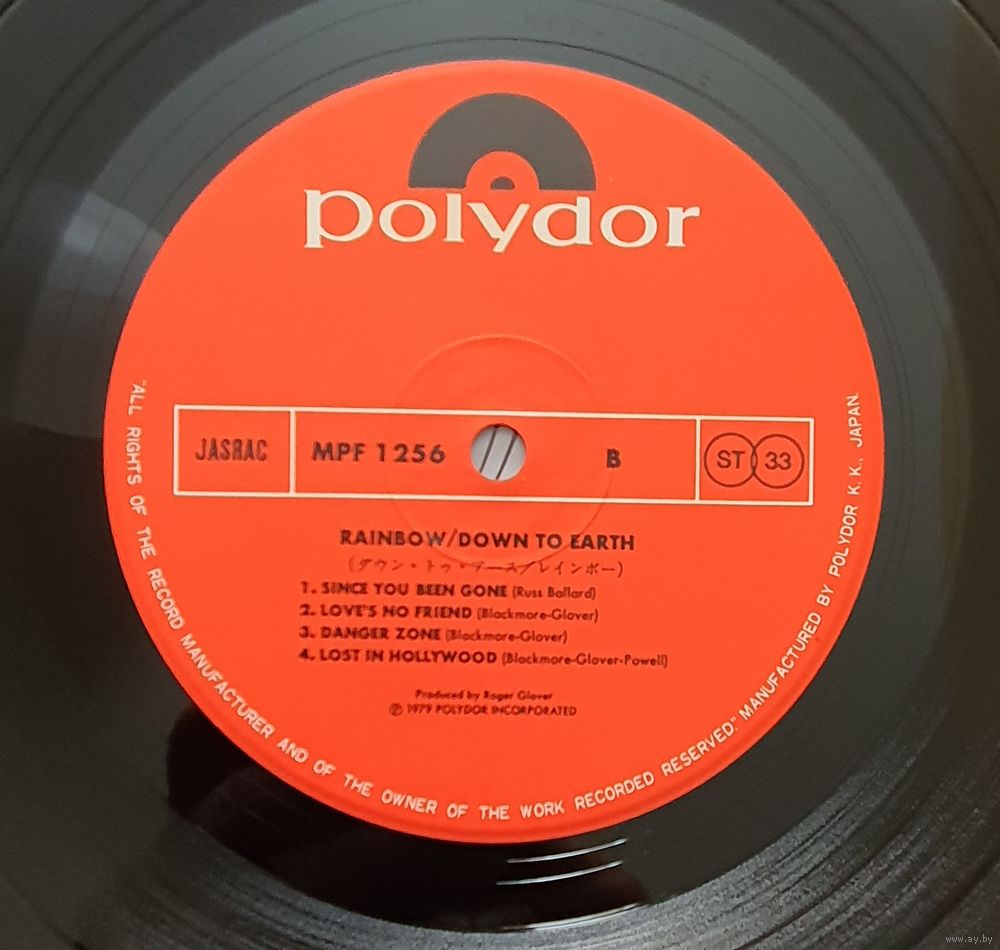 polydor
JASRAC MPF 1256 B ST 33
RAINBOW/DOWN TO EARTH
(ダウン・トゥ・アース/レインボー)
1. SINCE YOU BEEN GONE (Russ Ballard)
2. LOVE'S NO FRIEND (Blackmore-Glover)
3. DANGER ZONE (Blackmore-Glover)
4. LOST IN HOLLYWOOD (Blackmore-Glover-Powell)
Produced by Roger Glover
℗ 1979 POLYDOR INCORPORATED
"ALL RIGHTS OF THE RECORD MANUFACTURER AND OF THE OWNER OF THE WORK RECORDED RESERVED." MANUFACTURED BY POLYDOR K.K., JAPAN.
www.ay.by